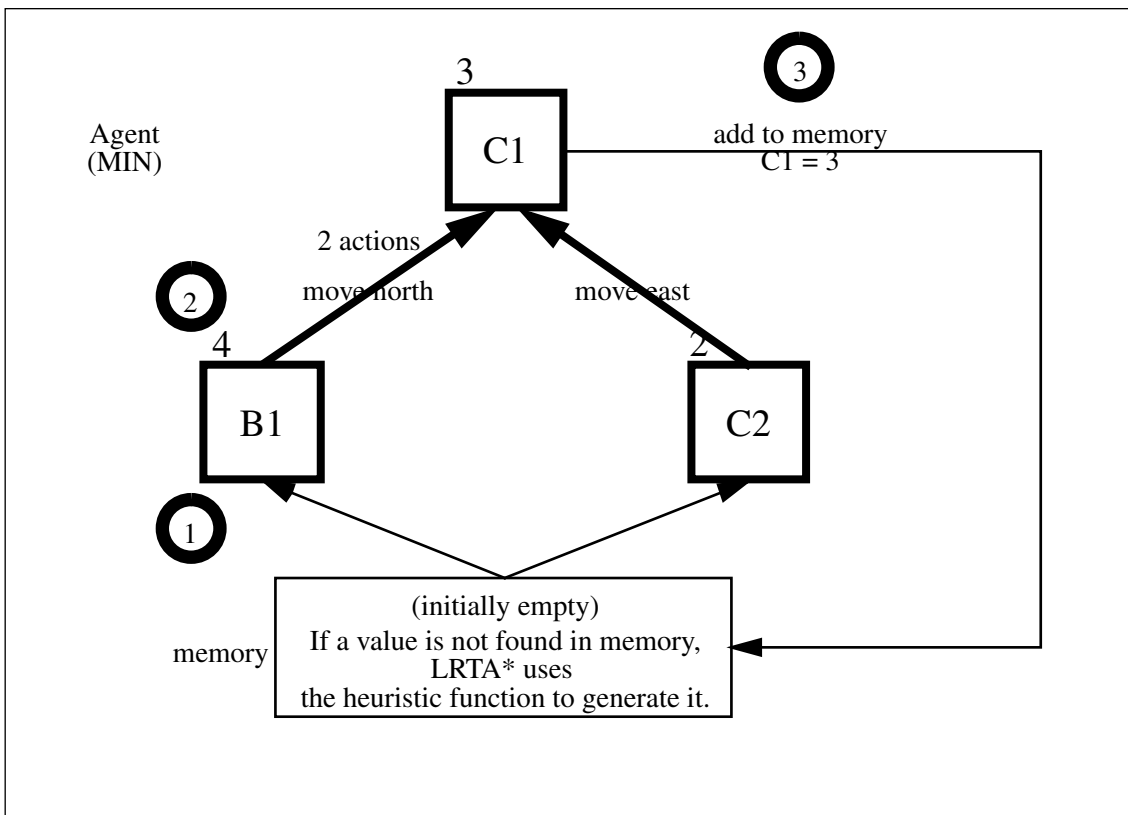 3
3
Agent
(MIN)
C1
add to memory
C1 = 3
2 actions
move north
move east
2
4
2
B1
C2
1
(initially empty)
If a value is not found in memory,
memory
LRTA* uses
the heuristic function to generate it.